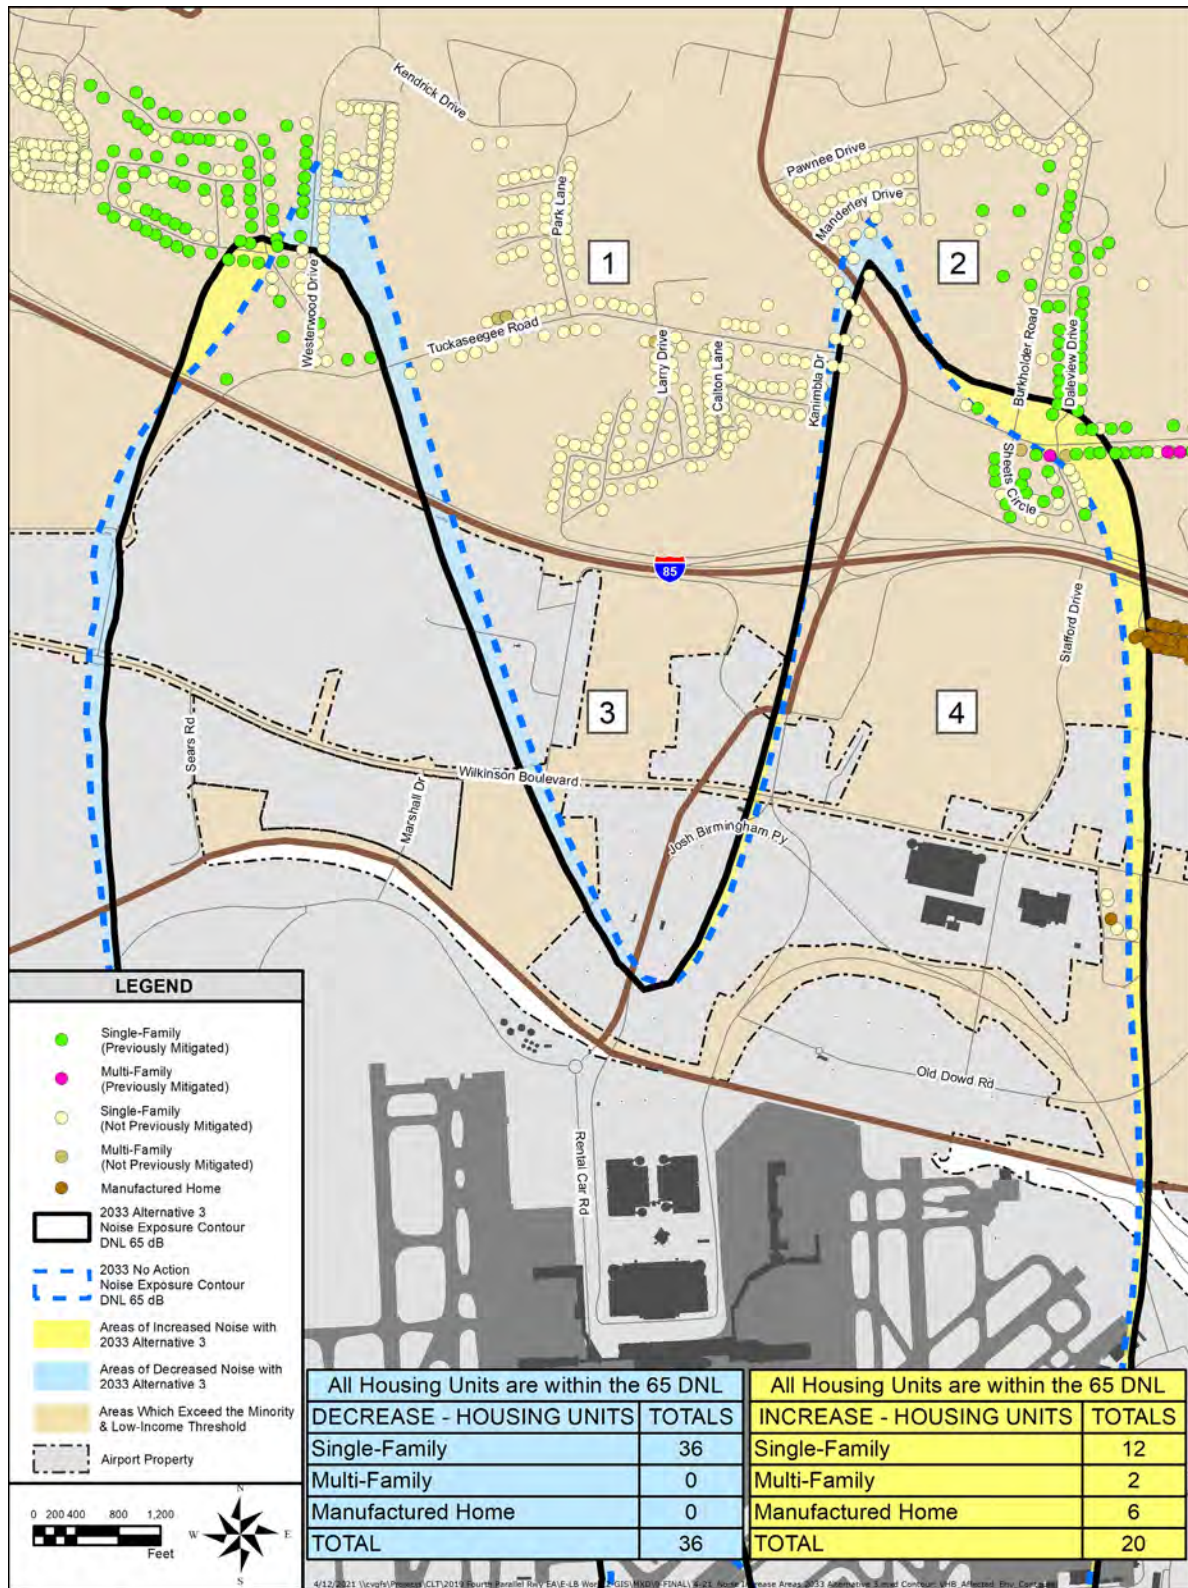 Kendrick Drive
Park Lane
Pawnee Drive
Manderley Drive
1
2
Westerwood Drive
Tuckaseegee Road
Larry Drive
Calton Lane
Kanimbla Dr
Burkholder Road
Daleview Drive
Sheets Circle
85
Stafford Drive
3
4
Sears Rd
Marshall Dr
Wilkinson Boulevard
Josh Birmingham Py
Old Dowd Rd
Rental Car Rd
LEGEND
Single-Family
(Previously Mitigated)
Multi-Family
(Previously Mitigated)
Single-Family
(Not Previously Mitigated)
Multi-Family
(Not Previously Mitigated)
Manufactured Home
2033 Alternative 3
Noise Exposure Contour
DNL 65 dB
2033 No Action
Noise Exposure Contour
DNL 65 dB
Areas of Increased Noise with
2033 Alternative 3
Areas of Decreased Noise with
2033 Alternative 3
Areas Which Exceed the Minority
& Low-Income Threshold
Airport Property
0 200 400 800 1,200
Feet
N
W E
S
All Housing Units are within the 65 DNL
DECREASE - HOUSING UNITS TOTALS
Single-Family 36
Multi-Family 0
Manufactured Home 0
TOTAL 36
All Housing Units are within the 65 DNL
INCREASE - HOUSING UNITS TOTALS
Single-Family 12
Multi-Family 2
Manufactured Home 6
TOTAL 20
4/12/2021